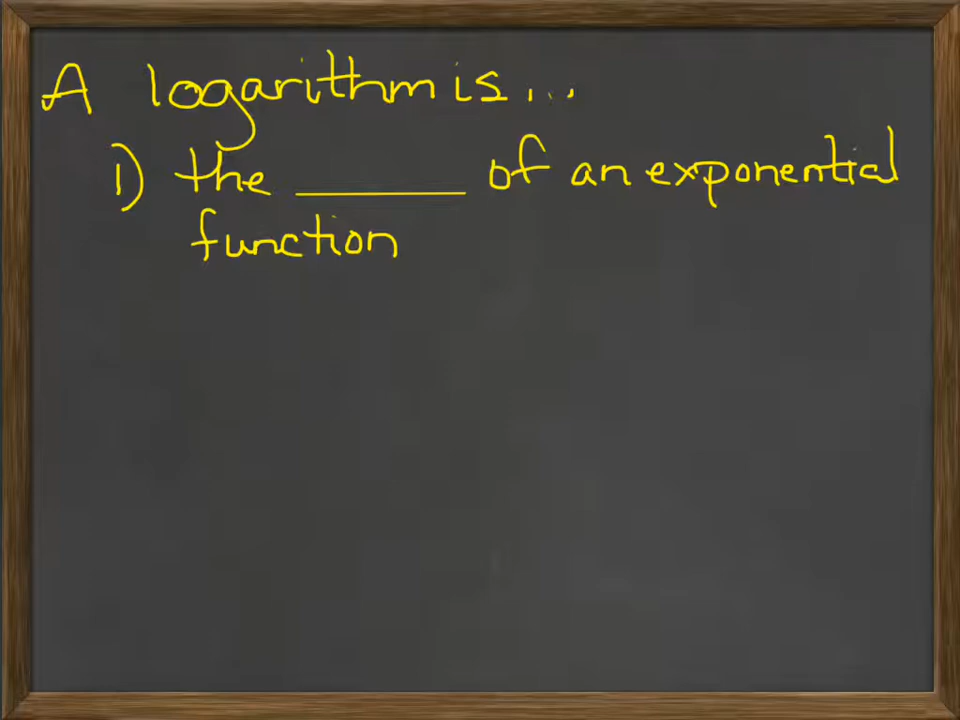 A logarithm is...
1) the ______ of an exponential
function